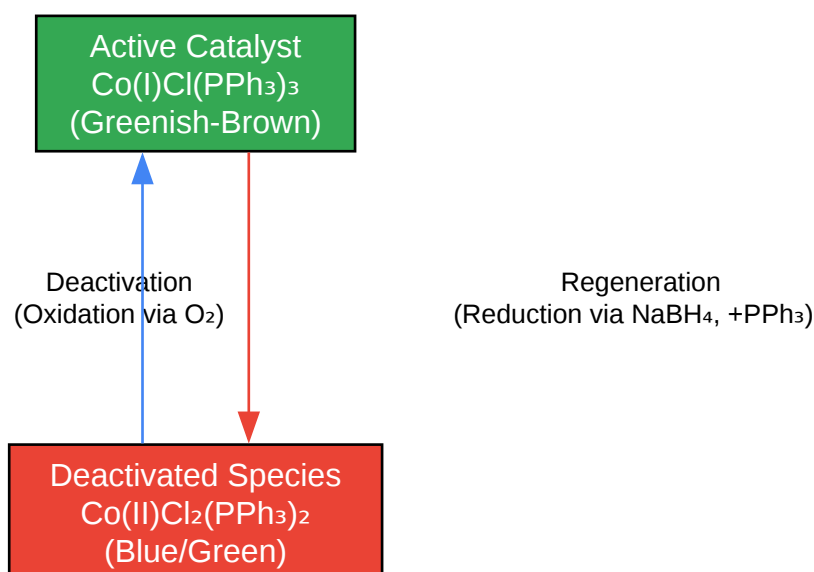 Active Catalyst
Co(I)Cl(PPh₃)₃
(Greenish-Brown)
Deactivation
(Oxidation via O₂)
Regeneration
(Reduction via NaBH₄, +PPh₃)
Deactivated Species
Co(II)Cl₂(PPh₃)₂
(Blue/Green)